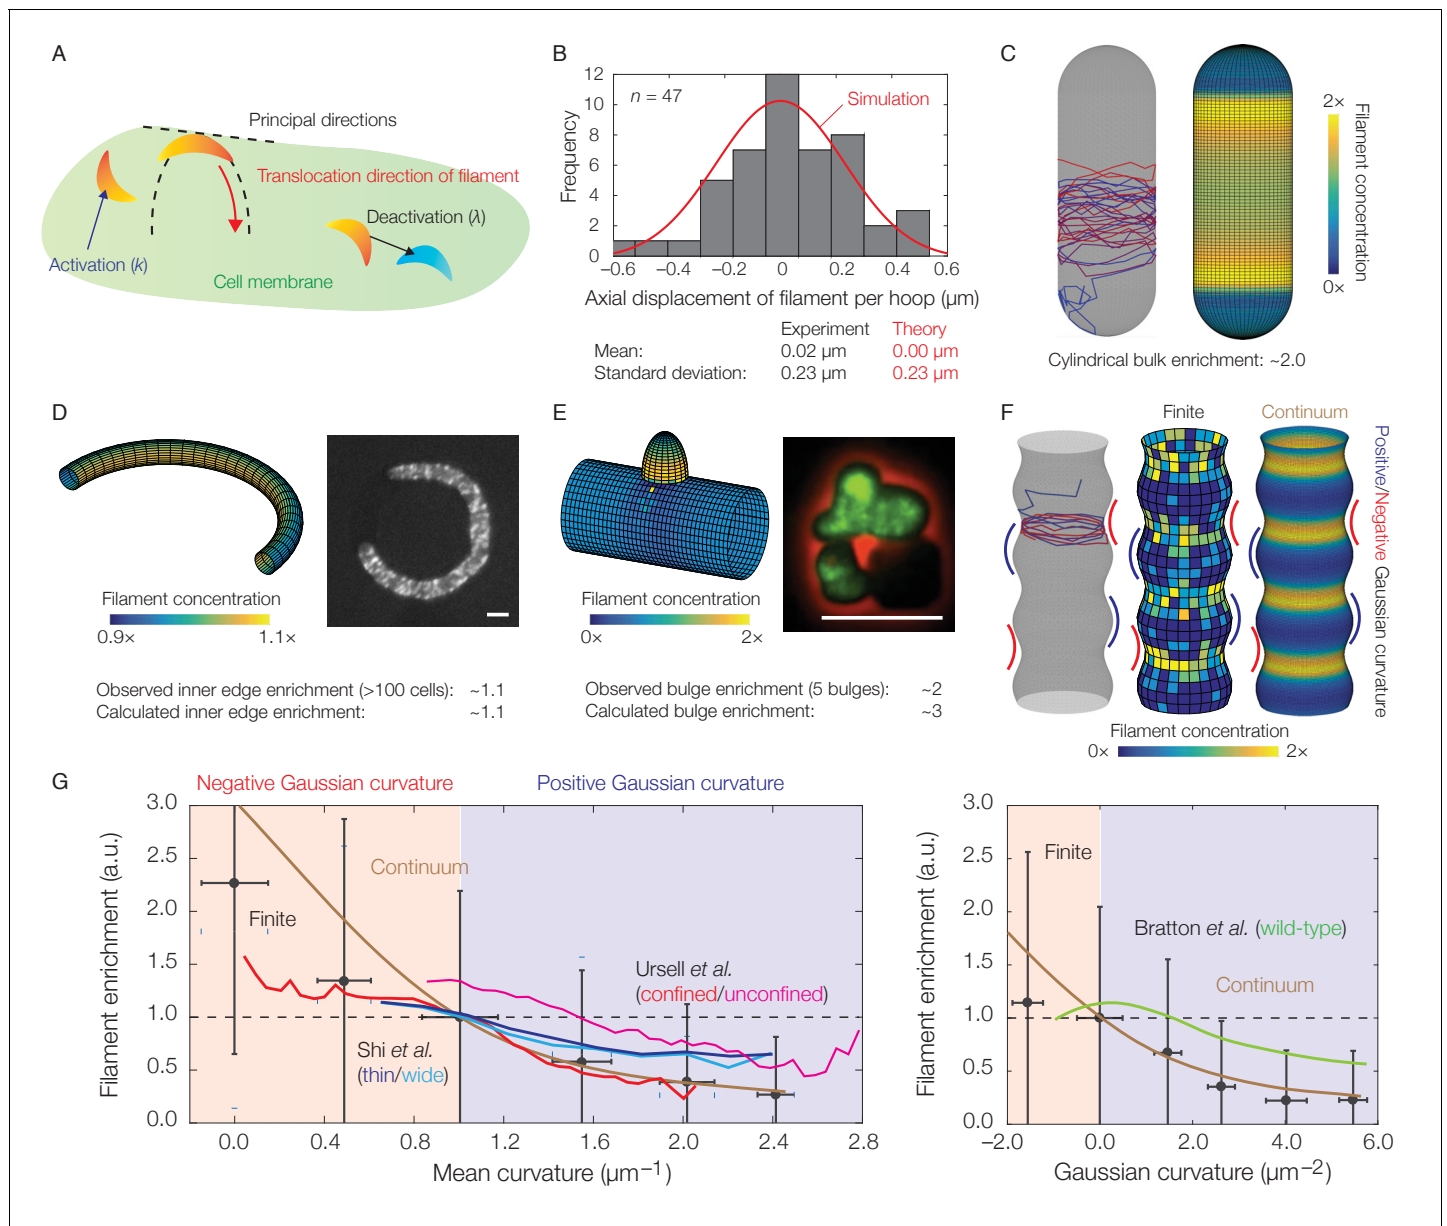 A
Principal directions
Translocation direction of filament
Deactivation (λ)
Activation (k)
Cell membrane
B
12
10
8
6
4
2
0
Frequency
n = 47
Simulation
−0.6
−0.4
−0.2
0
0.2
0.4
0.6
Axial displacement of filament per hoop (µm)
Experiment Theory
Mean: 0.02 µm 0.00 µm
Standard deviation: 0.23 µm 0.23 µm
C
2×
0×
Filament concentration
Cylindrical bulk enrichment: ~2.0
D
Filament concentration
0.9× 1.1×
Observed inner edge enrichment (>100 cells): ~1.1
Calculated inner edge enrichment: ~1.1
E
Filament concentration
0× 2×
Observed bulge enrichment (5 bulges): ~2
Calculated bulge enrichment: ~3
F
Finite
Continuum
Positive/Negative Gaussian curvature
Filament concentration
0× 2×
G
Negative Gaussian curvature
Positive Gaussian curvature
3.0
2.5
2.0
1.5
1.0
0.5
0.0
Filament enrichment (a.u.)
Continuum
Finite
Ursell et al.
(confined/unconfined)
Shi et al.
(thin/wide)
0.0
0.4
0.8
1.2
1.6
2.0
2.4
2.8
Mean curvature (µm−1)
3.0
2.5
2.0
1.5
1.0
0.5
0.0
Filament enrichment (a.u.)
Finite
Bratton et al. (wild-type)
Continuum
−2.0
0.0
2.0
4.0
6.0
Gaussian curvature (µm−2)